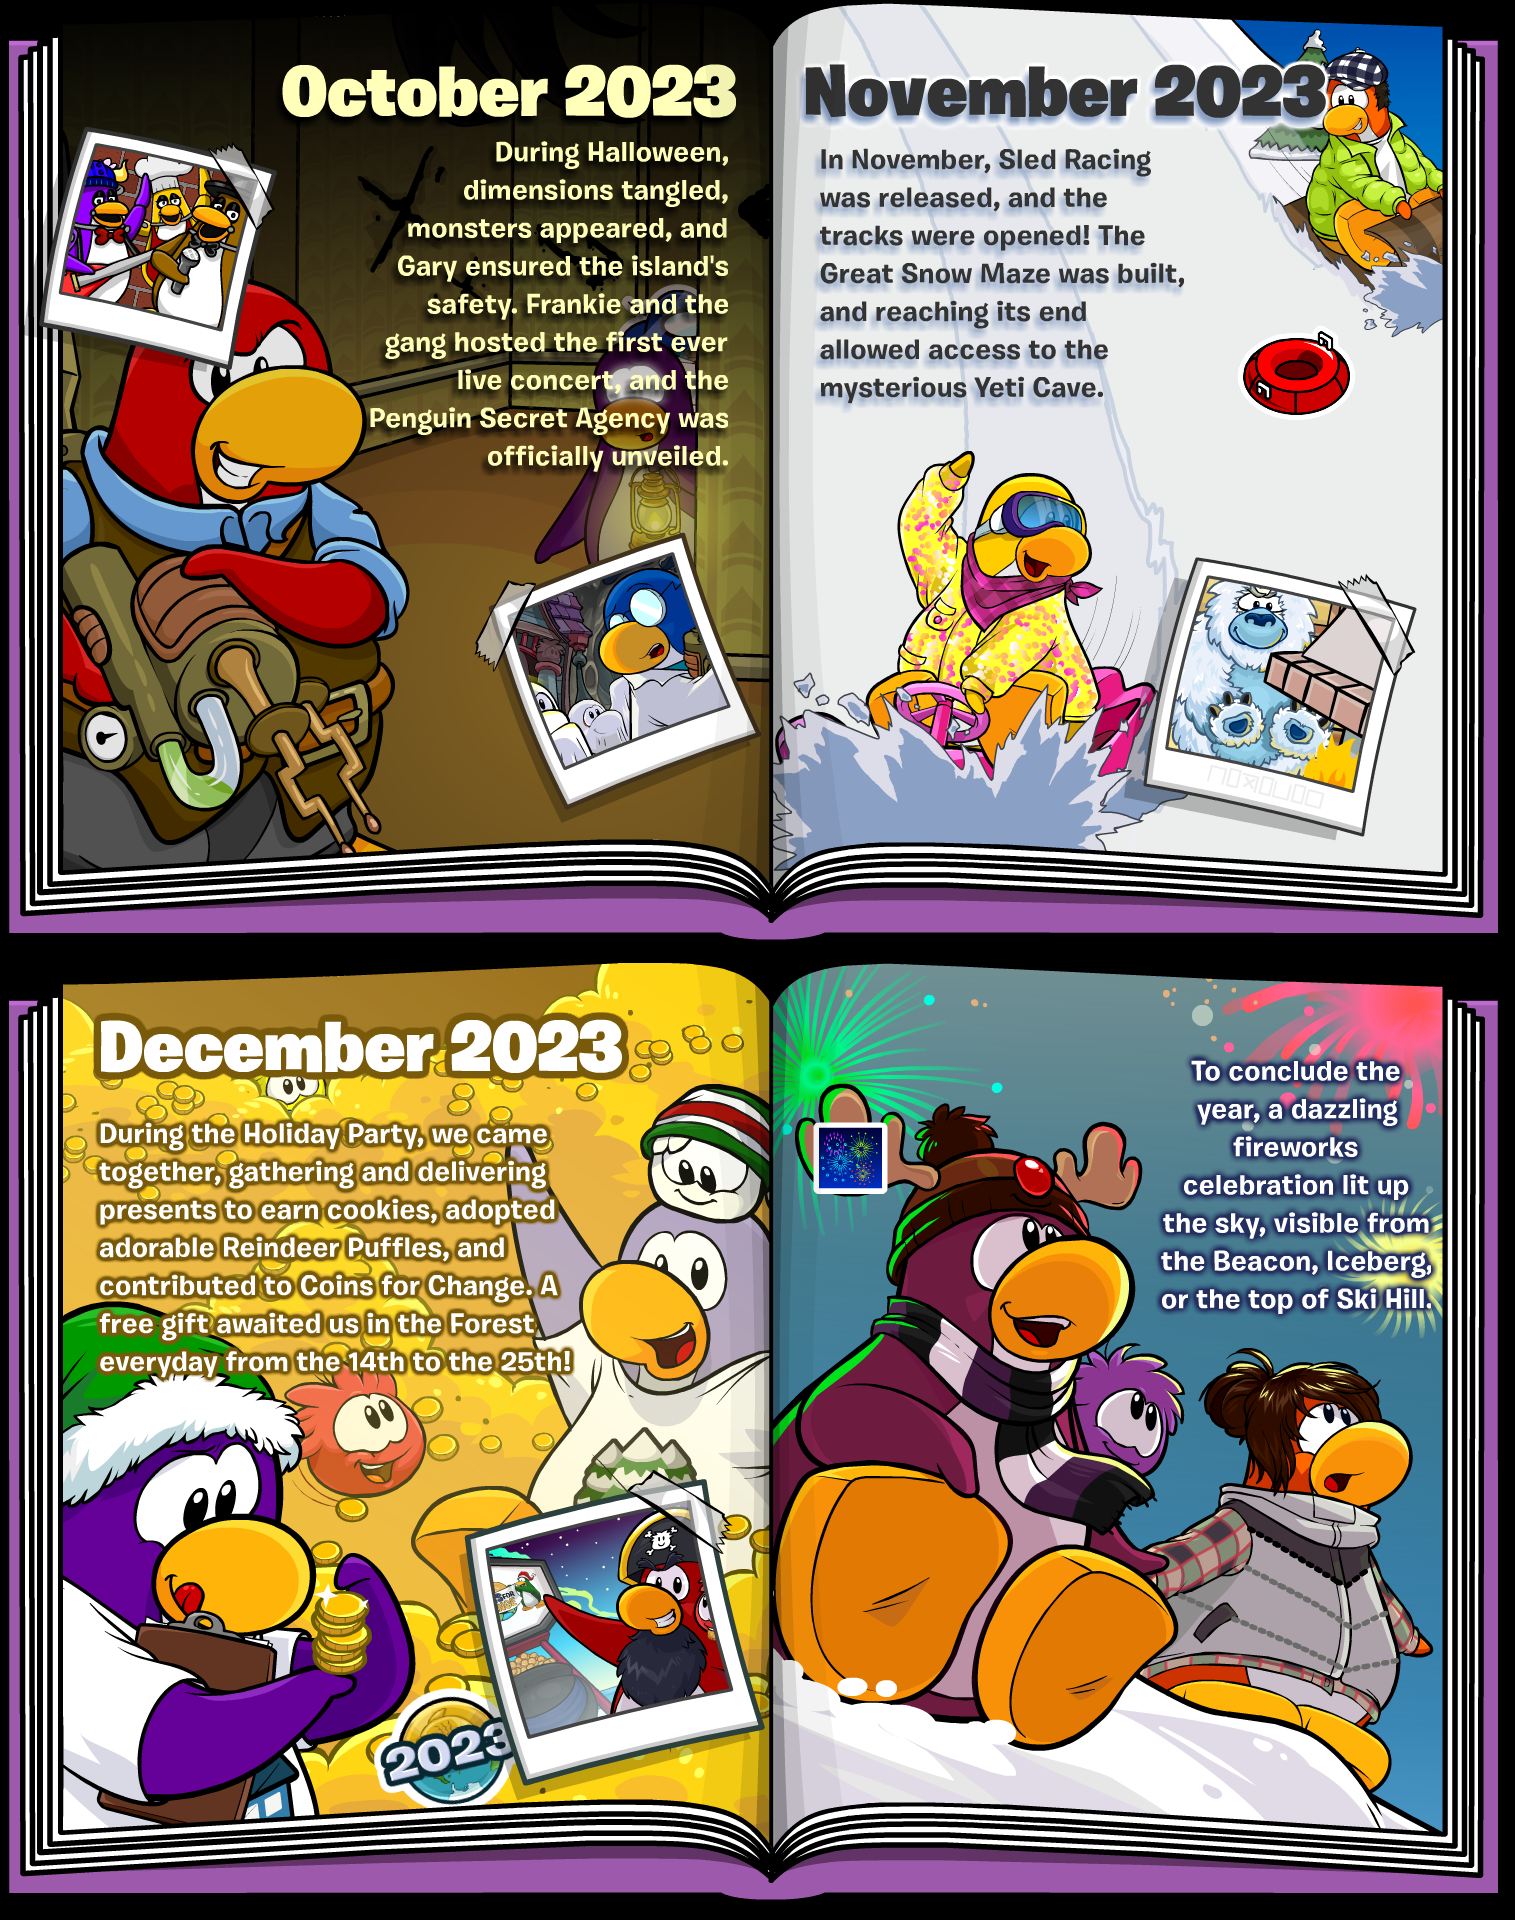 October 2023
During Halloween,
dimensions tangled,
monsters appeared, and
Gary ensured the island's
safety. Frankie and the
gang hosted the first ever
live concert, and the
Penguin Secret Agency was
officially unveiled.
November 2023
In November, Sled Racing
was released, and the
tracks were opened! The
Great Snow Maze was built,
and reaching its end
allowed access to the
mysterious Yeti Cave.
December 2023
During the Holiday Party, we came
together, gathering and delivering
presents to earn cookies, adopted
adorable Reindeer Puffles, and
contributed to Coins for Change. A
free gift awaited us in the Forest
everyday from the 14th to the 25th!
2023
To conclude the
year, a dazzling
fireworks
celebration lit up
the sky, visible from
the Beacon, Iceberg,
or the top of Ski Hill.